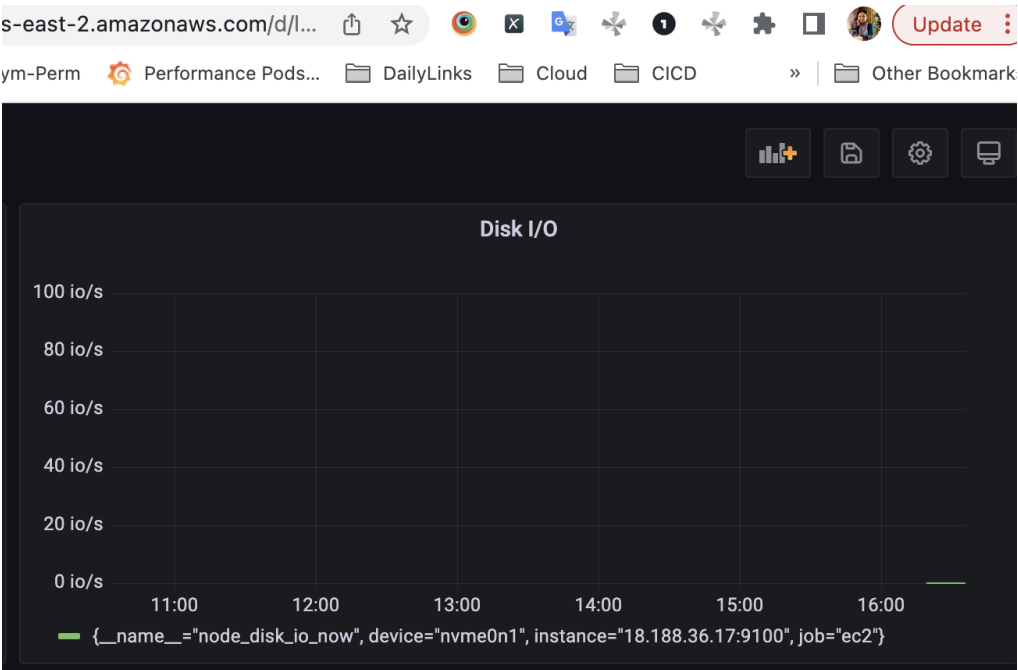 s-east-2.amazonaws.com/d/l...
Update
ym-Perm
Performance Pods...
DailyLinks
Cloud
CICD
»
Other Bookmark
Disk I/O
100 io/s
80 io/s
60 io/s
40 io/s
20 io/s
0 io/s
11:00 12:00 13:00 14:00 15:00 16:00
{__name__="node_disk_io_now", device="nvme0n1", instance="18.188.36.17:9100", job="ec2"}